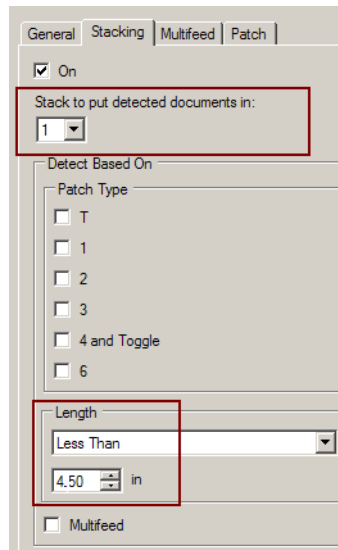 General Stacking Multifeed Patch
On
Stack to put detected documents in:
1
Detect Based On
Patch Type
T
1
2
3
4 and Toggle
6
Length
Less Than
4.50 in
Multifeed